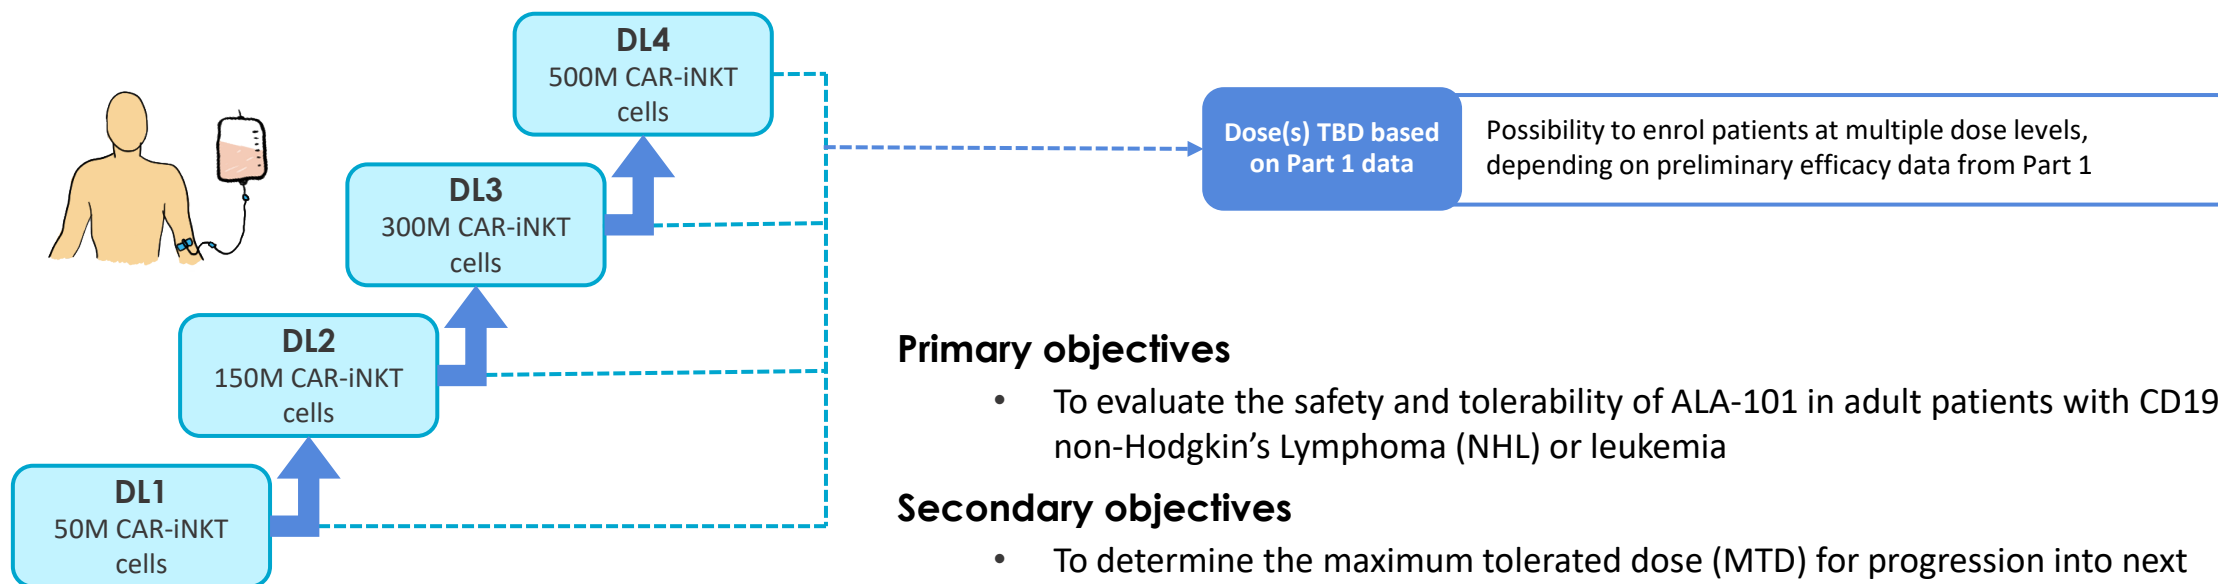 DL4
500M CAR-iNKT
cells
DL3
300M CAR-iNKT
cells
DL2
150M CAR-iNKT
cells
DL1
50M CAR-iNKT
cells
Dose(s) TBD based
on Part 1 data
Possibility to enrol patients at multiple dose levels,
depending on preliminary efficacy data from Part 1
Primary objectives
• To evaluate the safety and tolerability of ALA-101 in adult patients with CD19
non-Hodgkin’s Lymphoma (NHL) or leukemia
Secondary objectives
• To determine the maximum tolerated dose (MTD) for progression into next